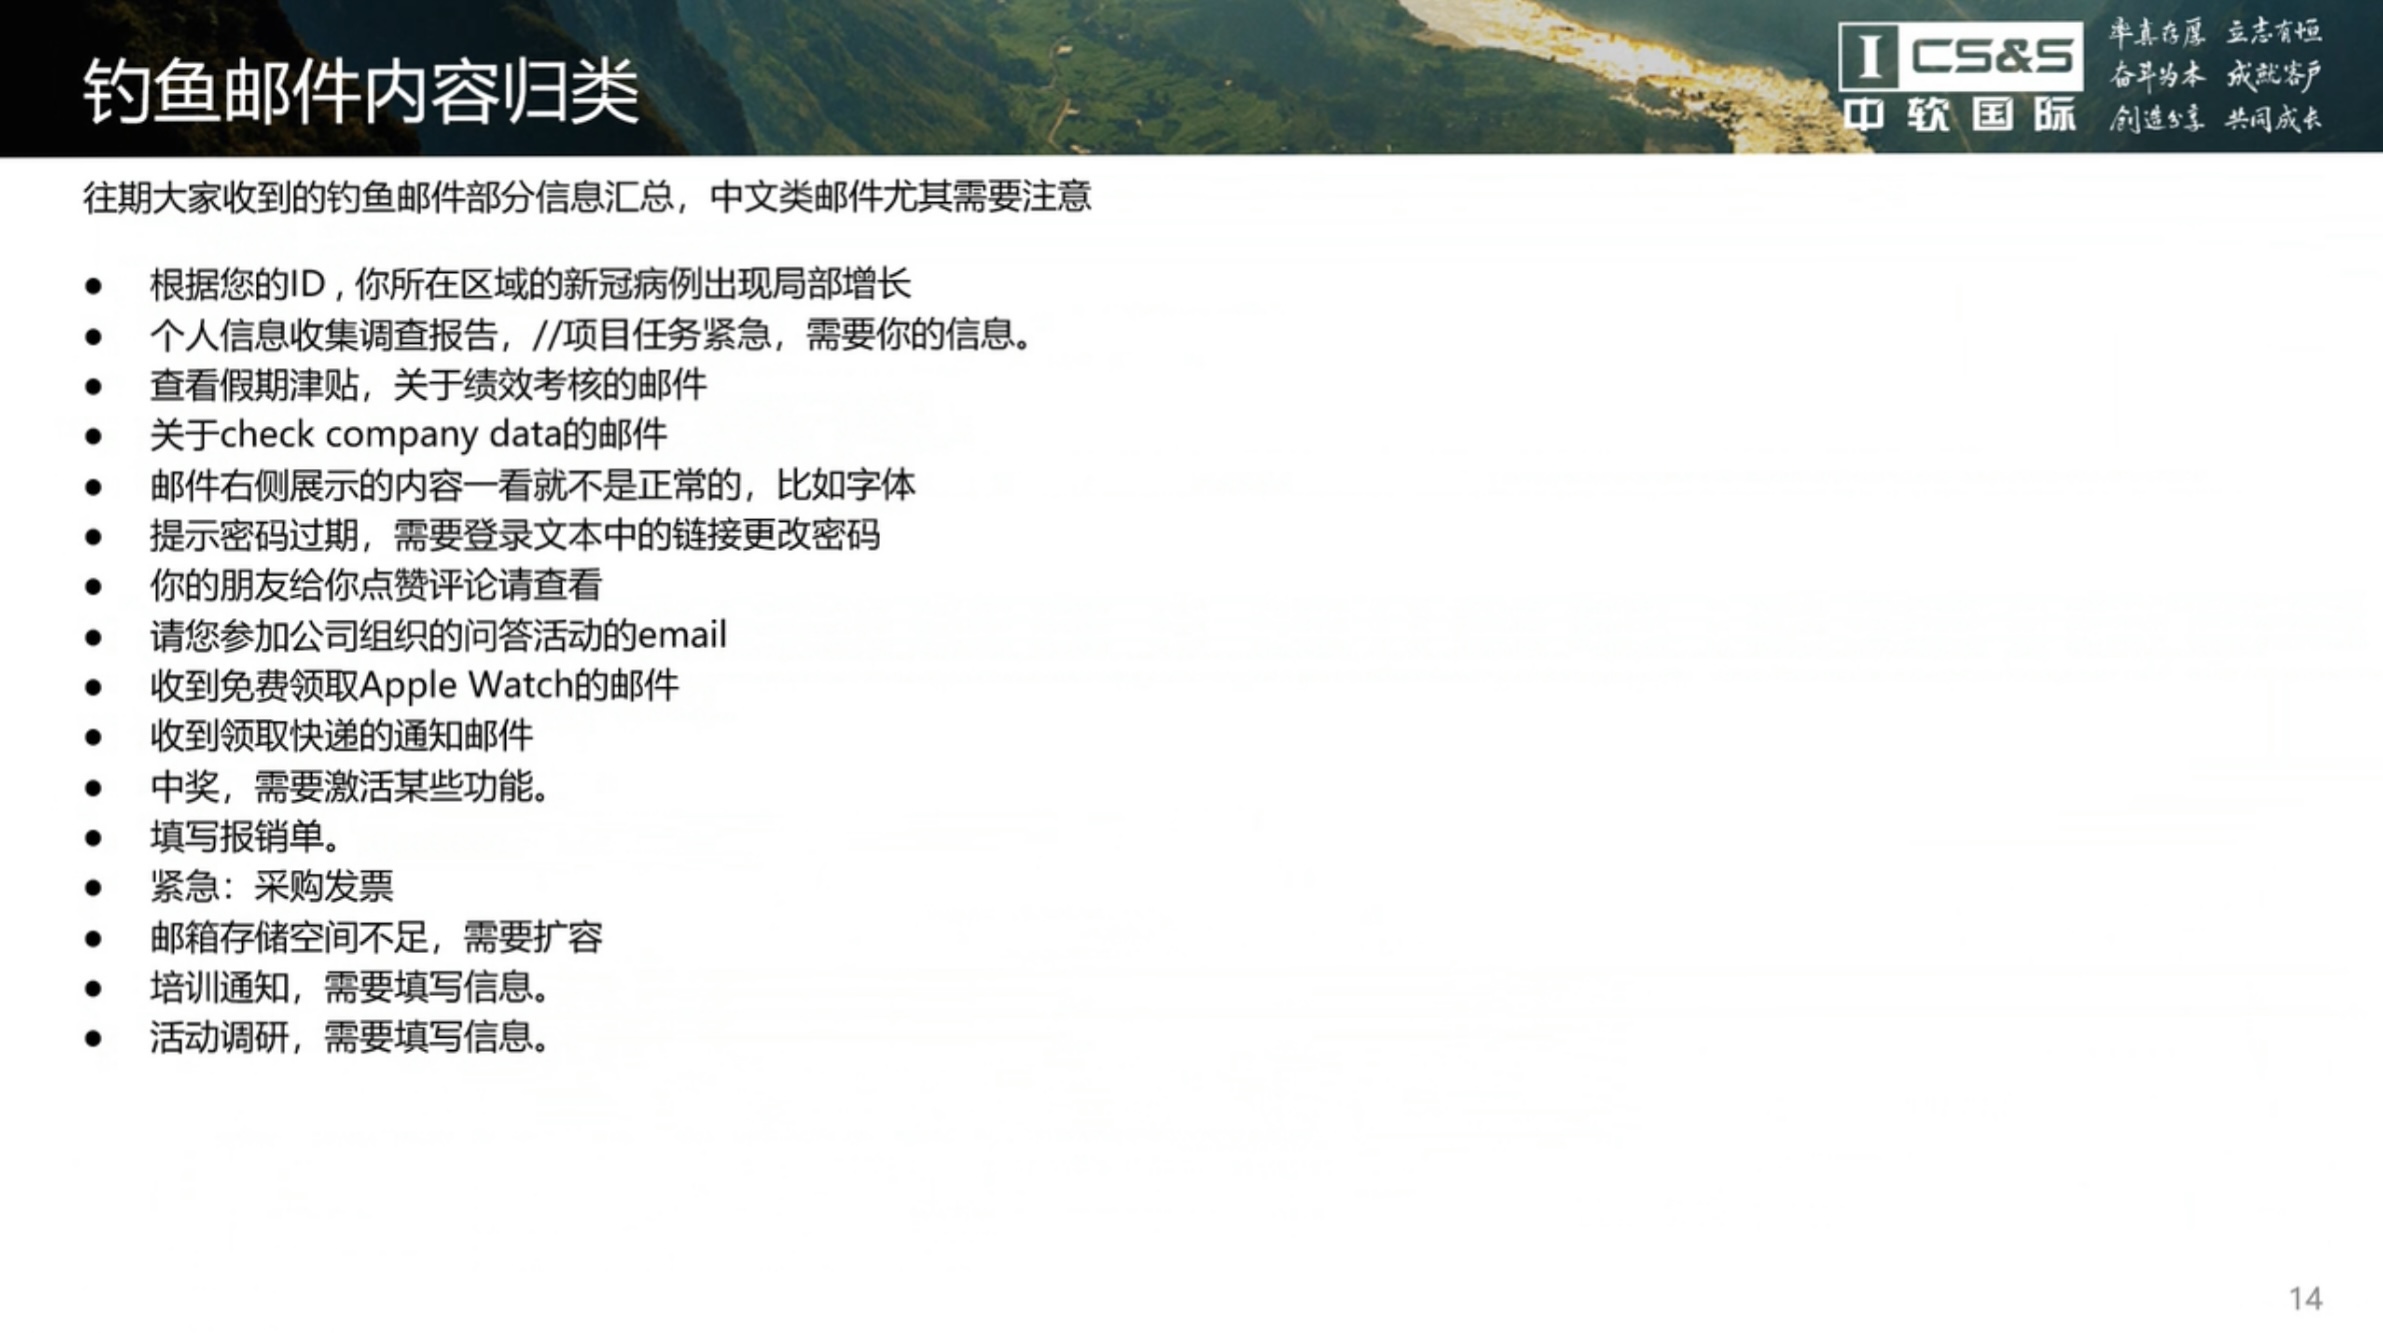 钓鱼邮件内容归类
I CS&S
中软国际
率真存厚 立志有恒
奋斗为本 成就客户
创造分享 共同成长
往期大家收到的钓鱼邮件部分信息汇总，中文类邮件尤其需要注意
● 根据您的ID , 你所在区域的新冠病例出现局部增长
● 个人信息收集调查报告，//项目任务紧急，需要你的信息。
● 查看假期津贴，关于绩效考核的邮件
● 关于check company data的邮件
● 邮件右侧展示的内容一看就不是正常的，比如字体
● 提示密码过期，需要登录文本中的链接更改密码
● 你的朋友给你点赞评论请查看
● 请您参加公司组织的问答活动的email
● 收到免费领取Apple Watch的邮件
● 收到领取快递的通知邮件
● 中奖，需要激活某些功能。
● 填写报销单。
● 紧急：采购发票
● 邮箱存储空间不足，需要扩容
● 培训通知，需要填写信息。
● 活动调研，需要填写信息。
14